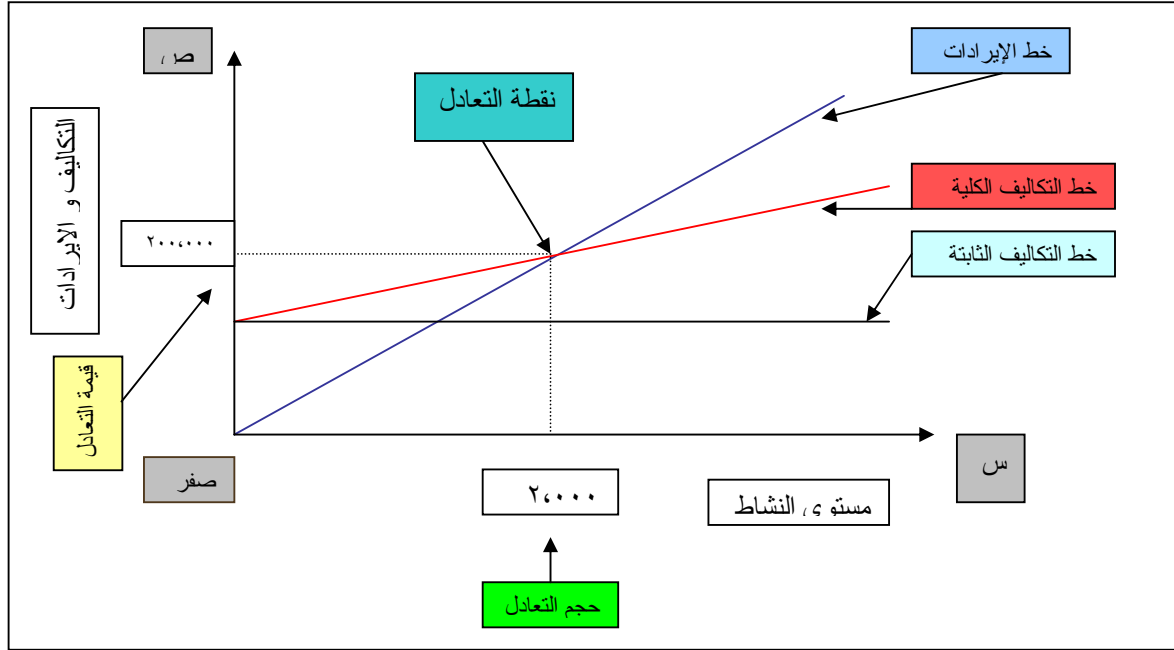 ص
خط الإيرادات
نقطة التعادل
التكاليف و الايرادات
خط التكاليف الكلية
٢٠٠،٠٠٠
خط التكاليف الثابتة
قيمة التعادل
صفر
٢،٠٠٠
مستوى النشاط
س
حجم التعادل